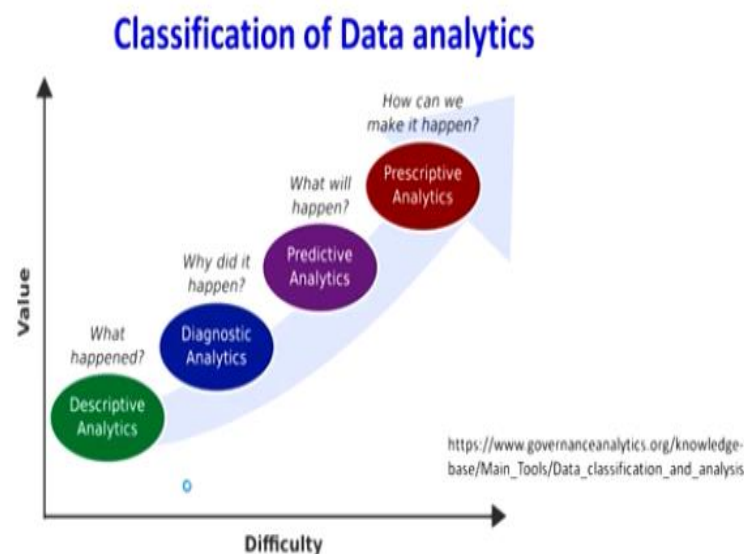 Classification of Data analytics
How can we
make it happen?
Prescriptive
Analytics
What will
happen?
Predictive
Analytics
Why did it
happen?
Diagnostic
Analytics
What
happened?
Descriptive
Analytics
Value
Difficulty
https://www.governanceanalytics.org/knowledge-
base/Main_Tools/Data_classification_and_analysis